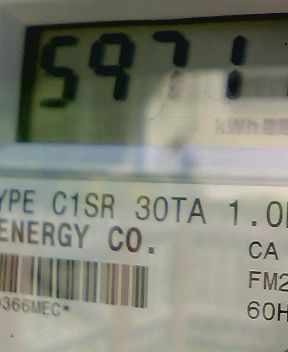 5971
kWh
YPE C1SR 30TA 1.0
ENERGY CO.
CA
FM2
60H
0366MEC*